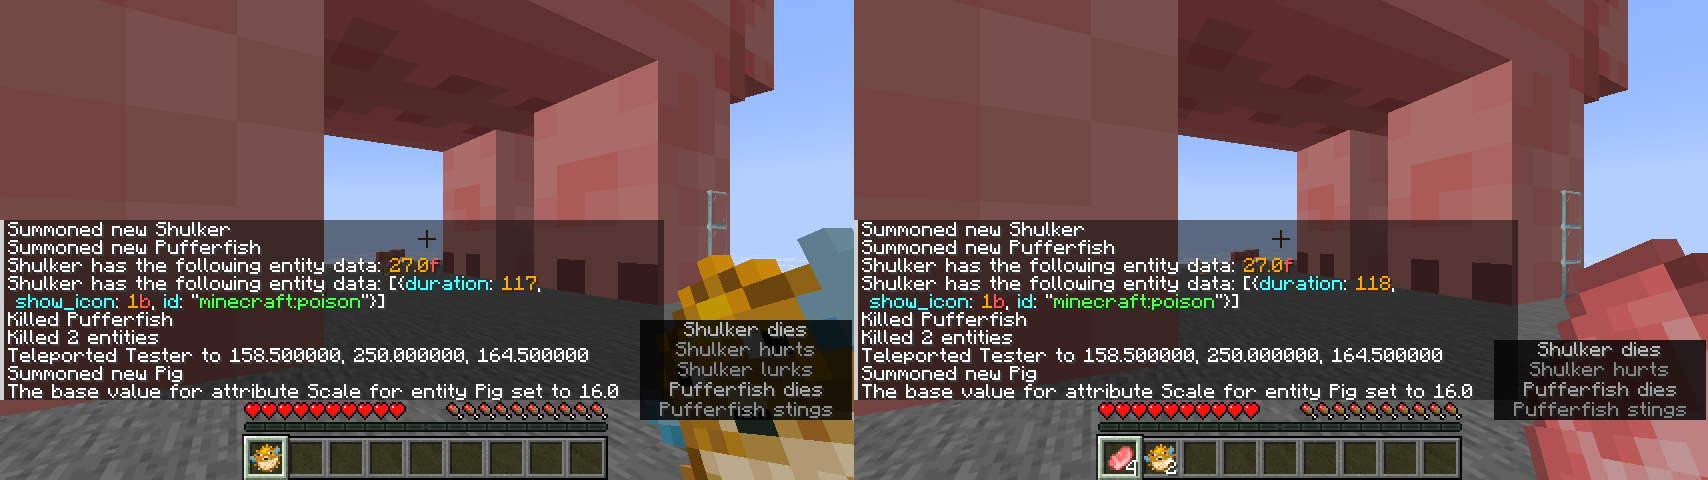 Summoned new Shulker
Summoned new Pufferfish
Shulker has the following entity data: 27.0f
Shulker has the following entity data: [{duration: 117,
show_icon: 1b, id: "minecraft:poison"}]
Killed Pufferfish
Killed 2 entities
Teleported Tester to 158.500000, 250.000000, 164.500000
Summoned new Pig
The base value for attribute Scale for entity Pig set to 16.0
Shulker dies
Shulker hurts
Shulker lurks
Pufferfish dies
Pufferfish stings
Summoned new Shulker
Summoned new Pufferfish
Shulker has the following entity data: 27.0f
Shulker has the following entity data: [{duration: 118,
show_icon: 1b, id: "minecraft:poison"}]
Killed Pufferfish
Killed 2 entities
Teleported Tester to 158.500000, 250.000000, 164.500000
Summoned new Pig
The base value for attribute Scale for entity Pig set to 16.0
Shulker dies
Shulker hurts
Pufferfish dies
Pufferfish stings
4
2